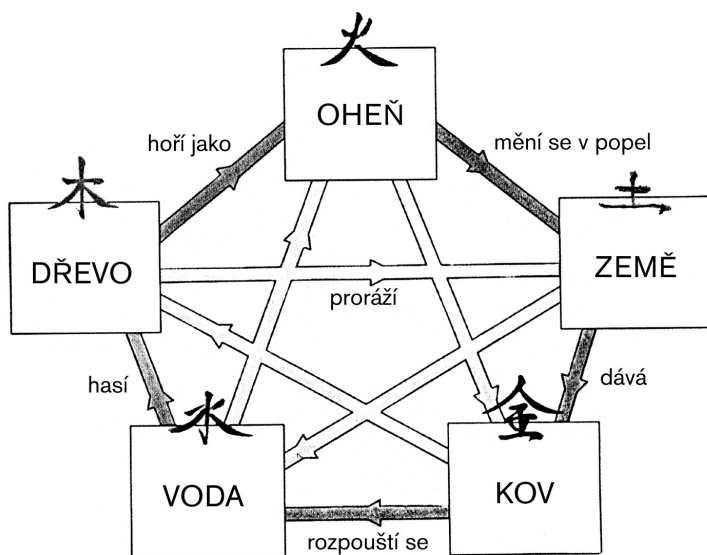 火
OHEŇ
hoří jako
mění se v popel
木
DŘEVO
土
ZEMĚ
proráží
hasí
dává
水
VODA
金
KOV
rozpouští se